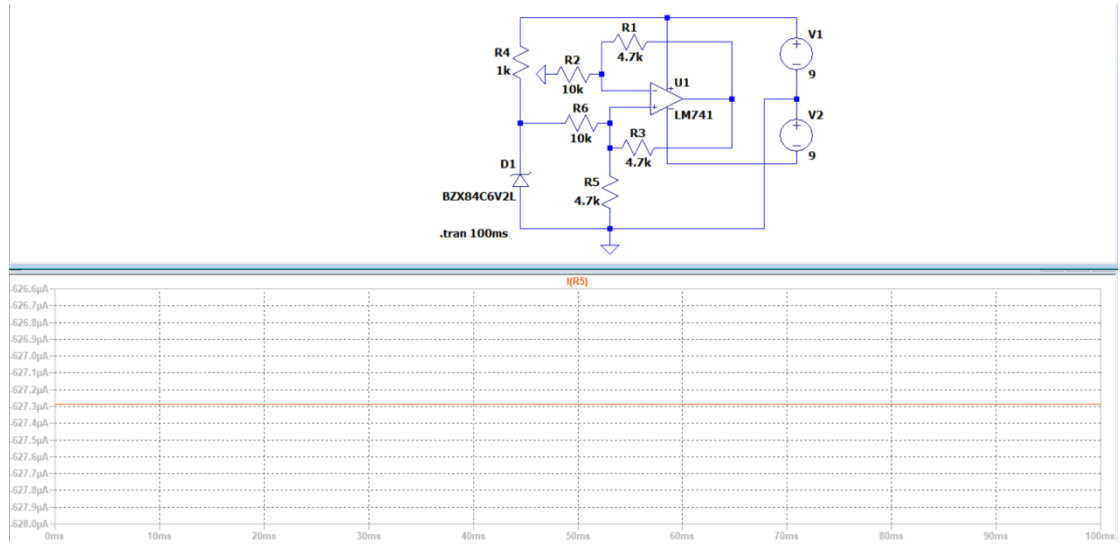 R1
4.7k
V1
9
R4
1k
R2
10k
U1
LM741
R6
10k
R3
4.7k
V2
9
D1
BZX84C6V2L
R5
4.7k
.tran 100ms
I(R5)
-626.6µA
-626.7µA
-626.8µA
-626.9µA
-627.0µA
-627.1µA
-627.2µA
-627.3µA
-627.4µA
-627.5µA
-627.6µA
-627.7µA
-627.8µA
-627.9µA
-628.0µA
0ms 10ms 20ms 30ms 40ms 50ms 60ms 70ms 80ms 90ms 100ms